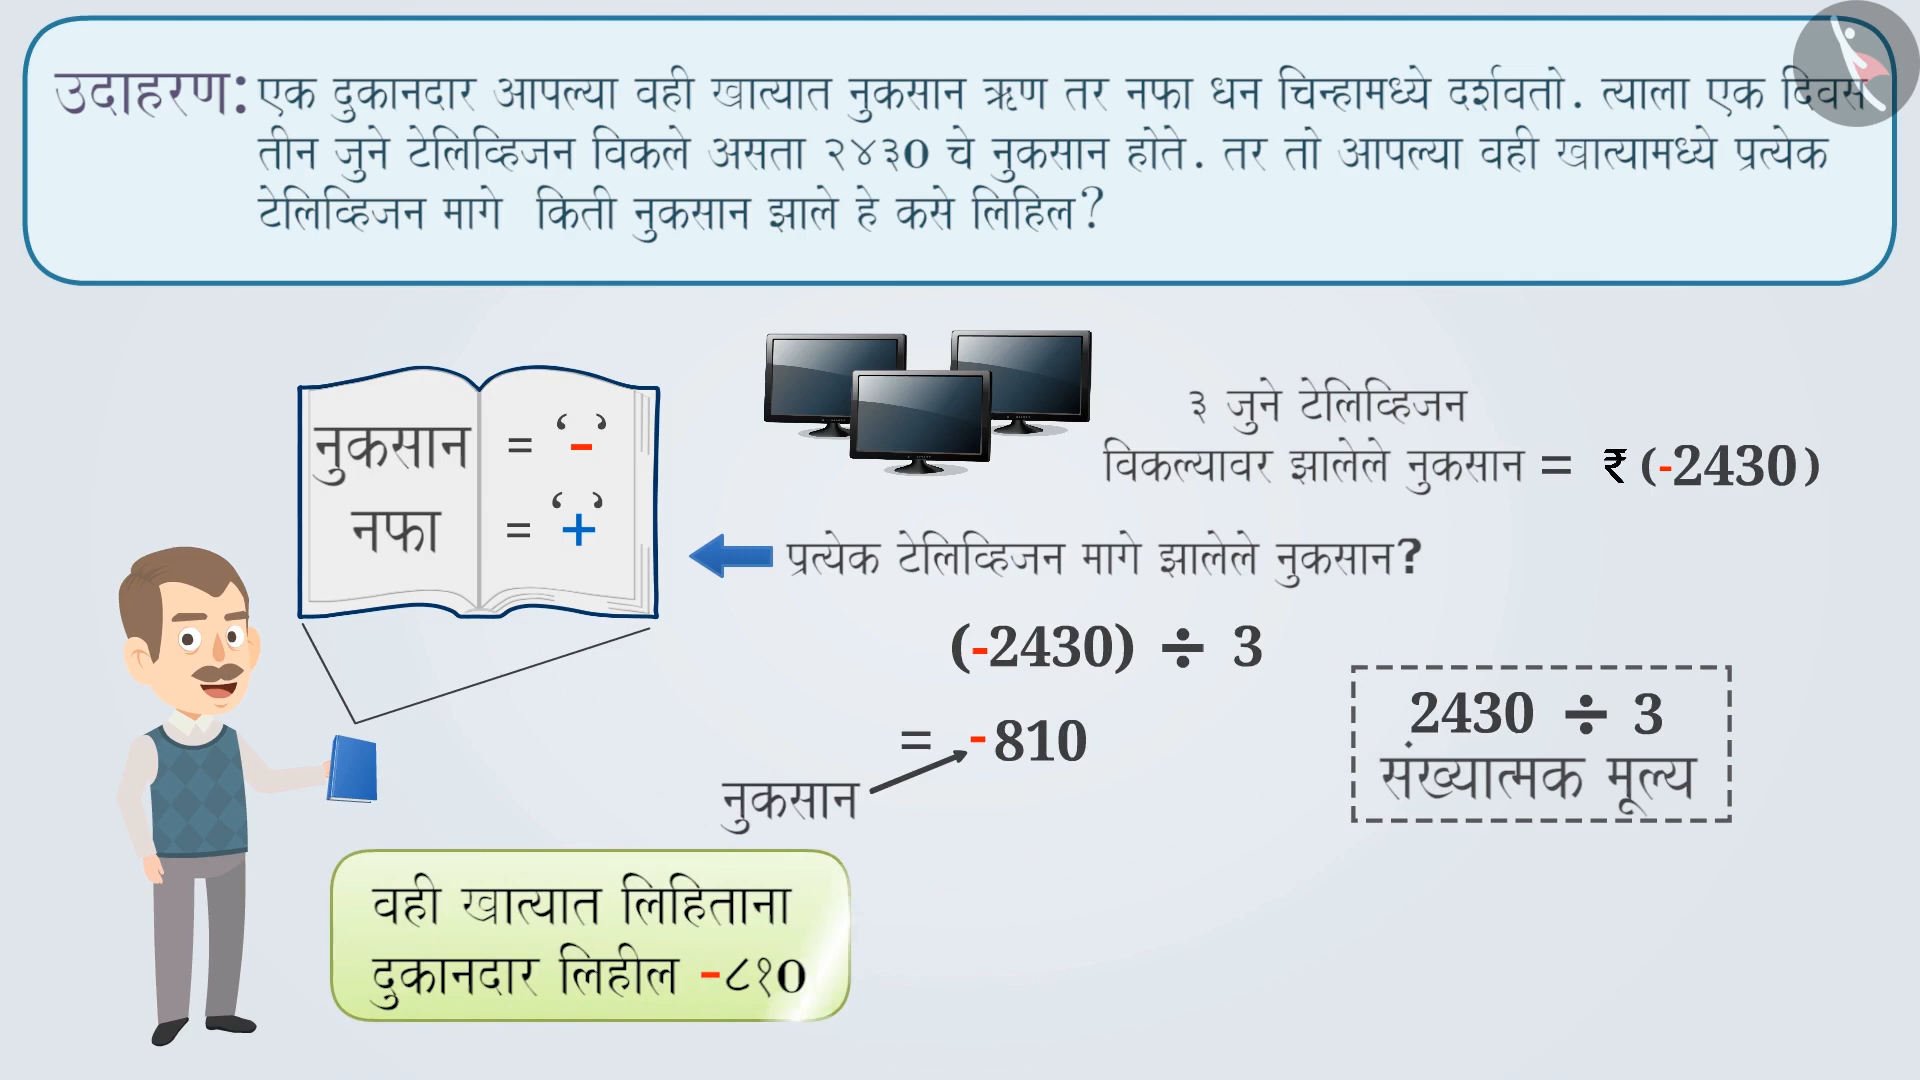 उदाहरण: एक दुकानदार आपल्या वही खात्यात नुकसान ऋण तर नफा धन चिन्हामध्ये दर्शवतो. त्याला एक दिवस
तीन जुने टेलिव्हिजन विकले असता २४३० चे नुकसान होते. तर तो आपल्या वही खात्यामध्ये प्रत्येक
टेलिव्हिजन मागे किती नुकसान झाले हे कसे लिहिल?
नुकसान = ‘-’
नफा = ‘+’
३ जुने टेलिव्हिजन
विकल्यावर झालेले नुकसान = ₹ (-2430)
प्रत्येक टेलिव्हिजन मागे झालेले नुकसान?
(-2430) ÷ 3
= -810
नुकसान
2430 ÷ 3
संख्यात्मक मूल्य
वही खात्यात लिहिताना
दुकानदार लिहील -८१०